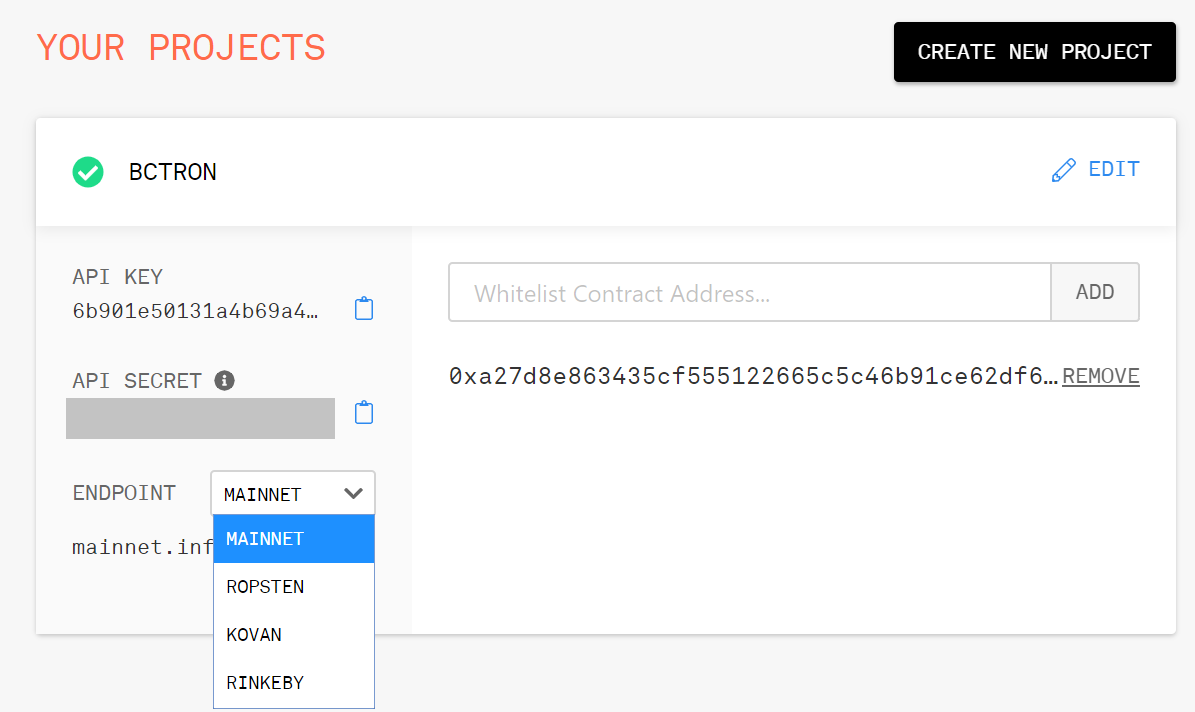 YOUR PROJECTS
CREATE NEW PROJECT
BCTRON
EDIT
API KEY
6b901e50131a4b69a4…
API SECRET
ENDPOINT
MAINNET
mainnet.inf
MAINNET
ROPSTEN
KOVAN
RINKEBY
Whitelist Contract Address...
ADD
0xa27d8e863435cf555122665c5c46b91ce62df6…
REMOVE